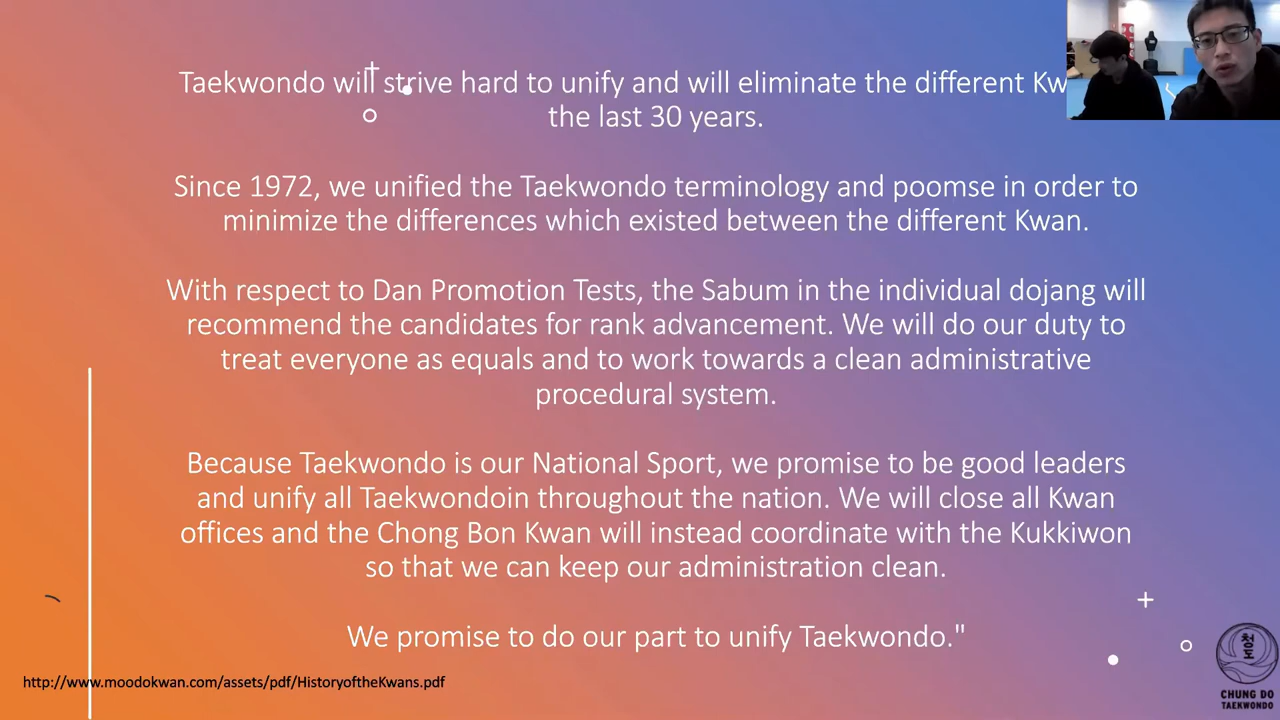 Taekwondo will strive hard to unify and will eliminate the different
the last 30 years.
Since 1972, we unified the Taekwondo terminology and poomse in order to
minimize the differences which existed between the different Kwan.
With respect to Dan Promotion Tests, the Sabum in the individual dojang will
recommend the candidates for rank advancement. We will do our duty to
treat everyone as equals and to work towards a clean administrative
procedural system.
Because Taekwondo is our National Sport, we promise to be good leaders
and unify all Taekwondoin throughout the nation. We will close all Kwan
offices and the Chong Bon Kwan will instead coordinate with the Kukkiwon
so that we can keep our administration clean.
We promise to do our part to unify Taekwondo."
http://www.moodokwan.com/assets/pdf/HistoryoftheKwans.pdf
청도
CHUNG DO
TAEKWONDO